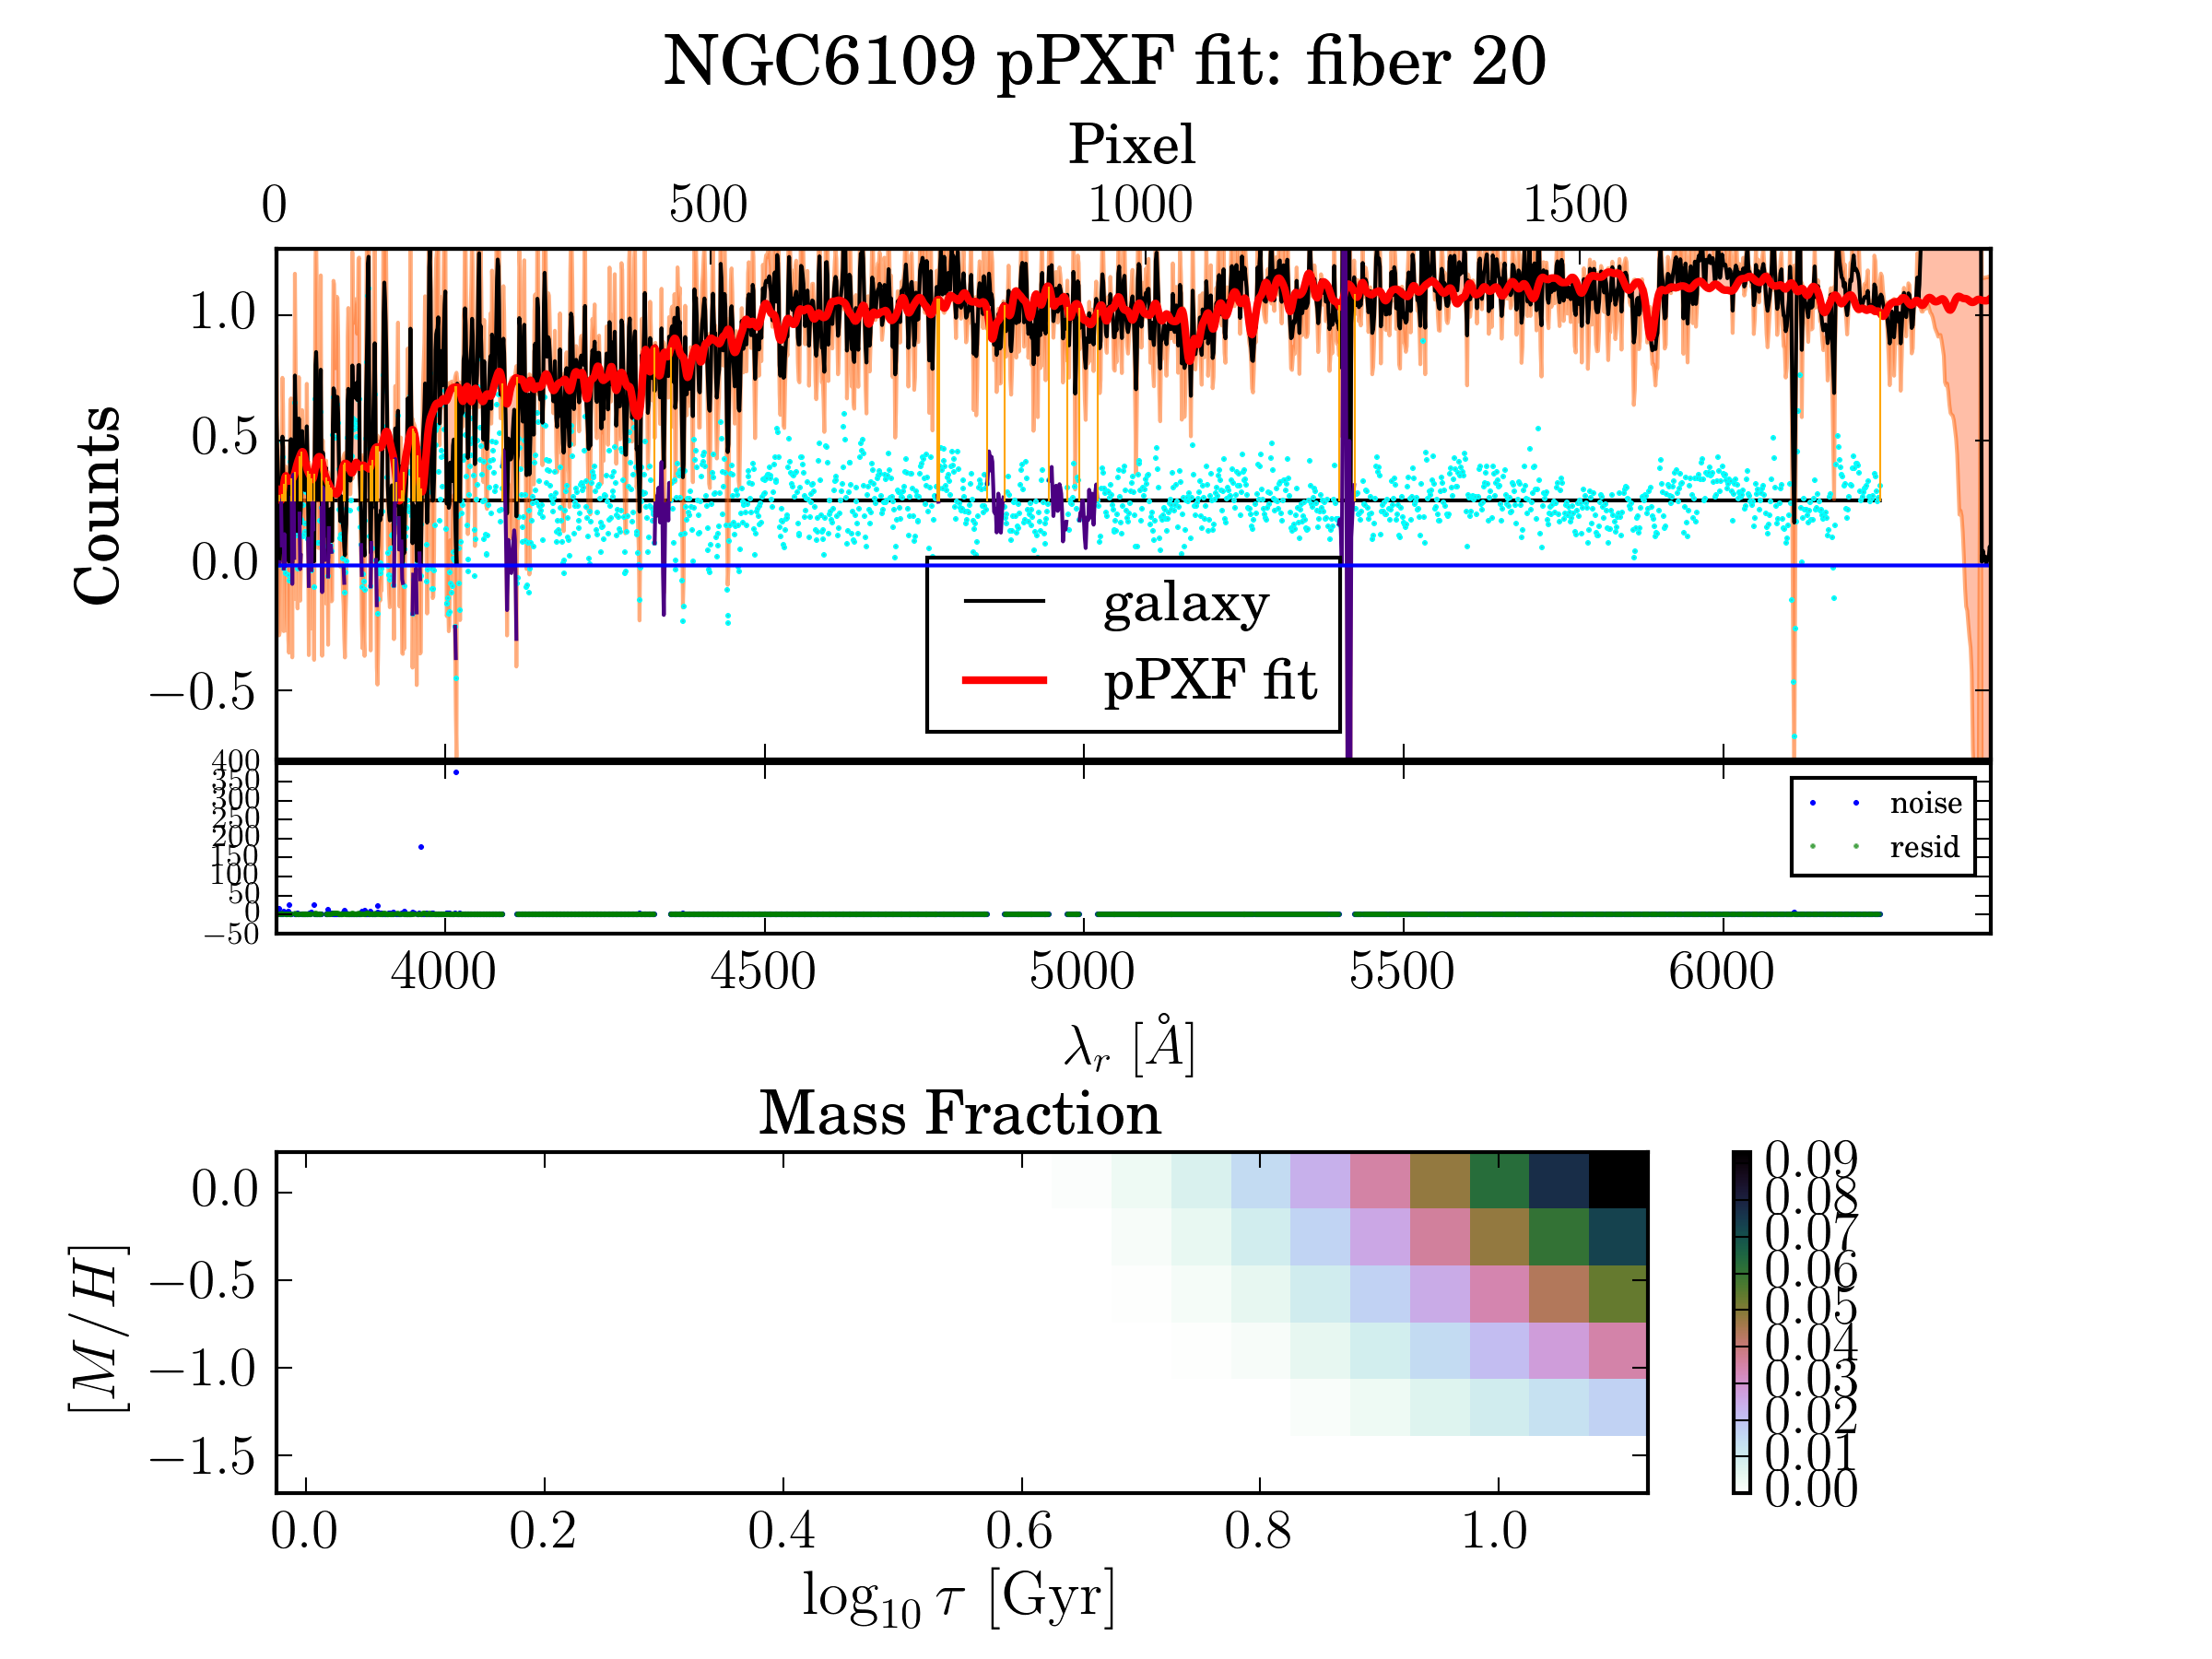 NGC6109 pPXF fit: fiber 20
Pixel
0 500 1000 1500
1.0
0.5
0.0
−0.5
Counts
galaxy
pPXF fit
400
350
300
250
200
150
100
50
0
−50
noise
resid
4000 4500 5000 5500 6000
λr [Å]
Mass Fraction
0.0
−0.5
−1.0
−1.5
[M/H]
0.09
0.08
0.07
0.06
0.05
0.04
0.03
0.02
0.01
0.00
0.0 0.2 0.4 0.6 0.8 1.0
log10 τ [Gyr]